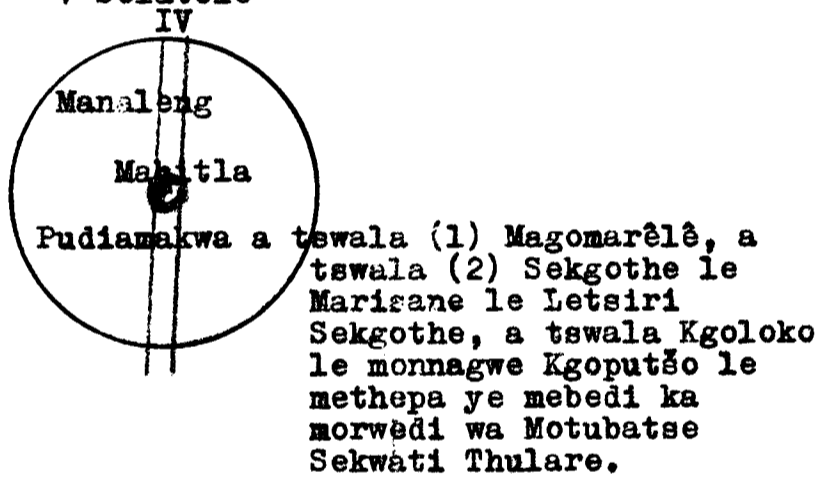 IV
Manaleng
Mahitla
Pudiamakwa a tswala (1) Magomarêlê, a
tswala (2) Sekgothe le
Marisane le Letsiri
Sekgothe, a tswala Kgoloko
le monnagwe Kgoputšo le
methepa ye mebedi ka
morwedi wa Motubatse
Sekwati Thulare.